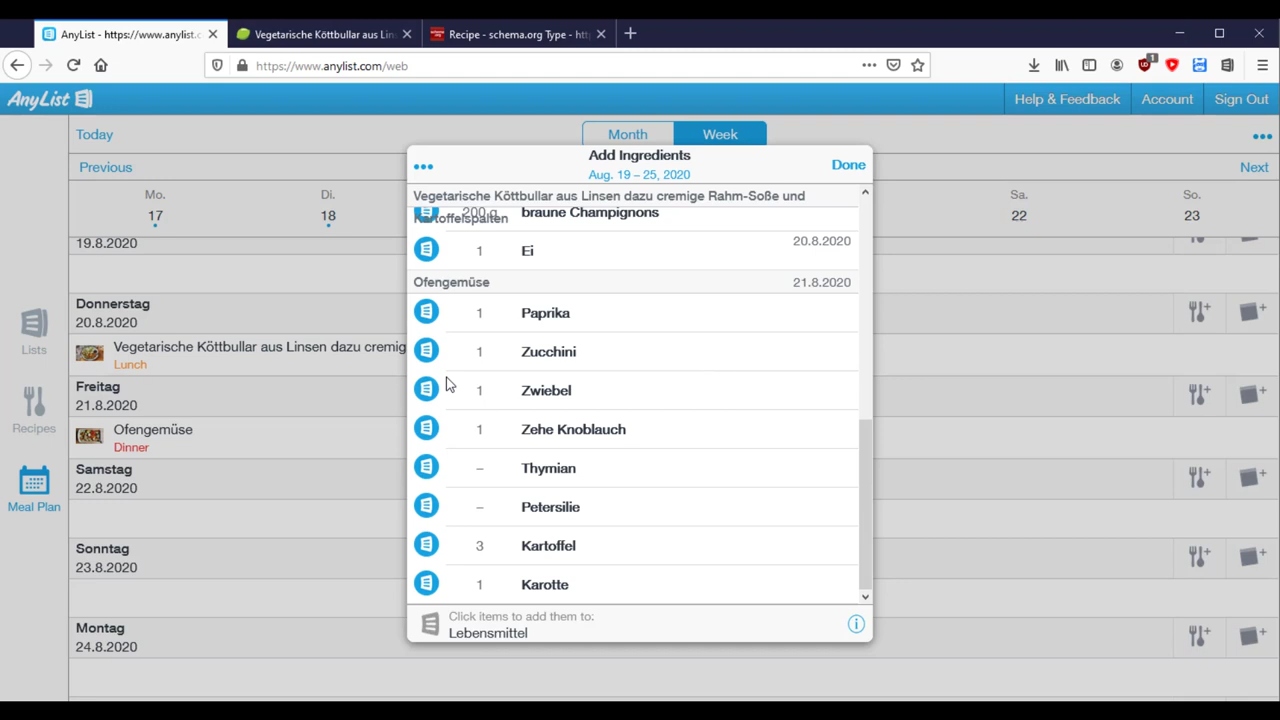 AnyList - https://www.anylist.c
Vegetarische Köttbullar aus Lins
Recipe - schema.org Type - htt
https://www.anylist.com/web
1
AnyList
Help & Feedback
Account
Sign Out
Today
Month
Week
Previous
Next
Mo.
17
Di.
18
Sa.
22
So.
23
Add Ingredients
Aug. 19 – 25, 2020
Done
Vegetarische Köttbullar aus Linsen dazu cremige Rahm-Soße und
Kartoffelspalten
20.8.2020
200 g
braune Champignons
1
Ei
Ofengemüse
21.8.2020
1
Paprika
1
Zucchini
1
Zwiebel
1
Zehe Knoblauch
–
Thymian
–
Petersilie
3
Kartoffel
1
Karotte
Click items to add them to:
Lebensmittel
Lists
Recipes
Meal Plan
19.8.2020
Donnerstag
20.8.2020
Vegetarische Köttbullar aus Linsen dazu cremig
Lunch
Freitag
21.8.2020
Ofengemüse
Dinner
Samstag
22.8.2020
Sonntag
23.8.2020
Montag
24.8.2020